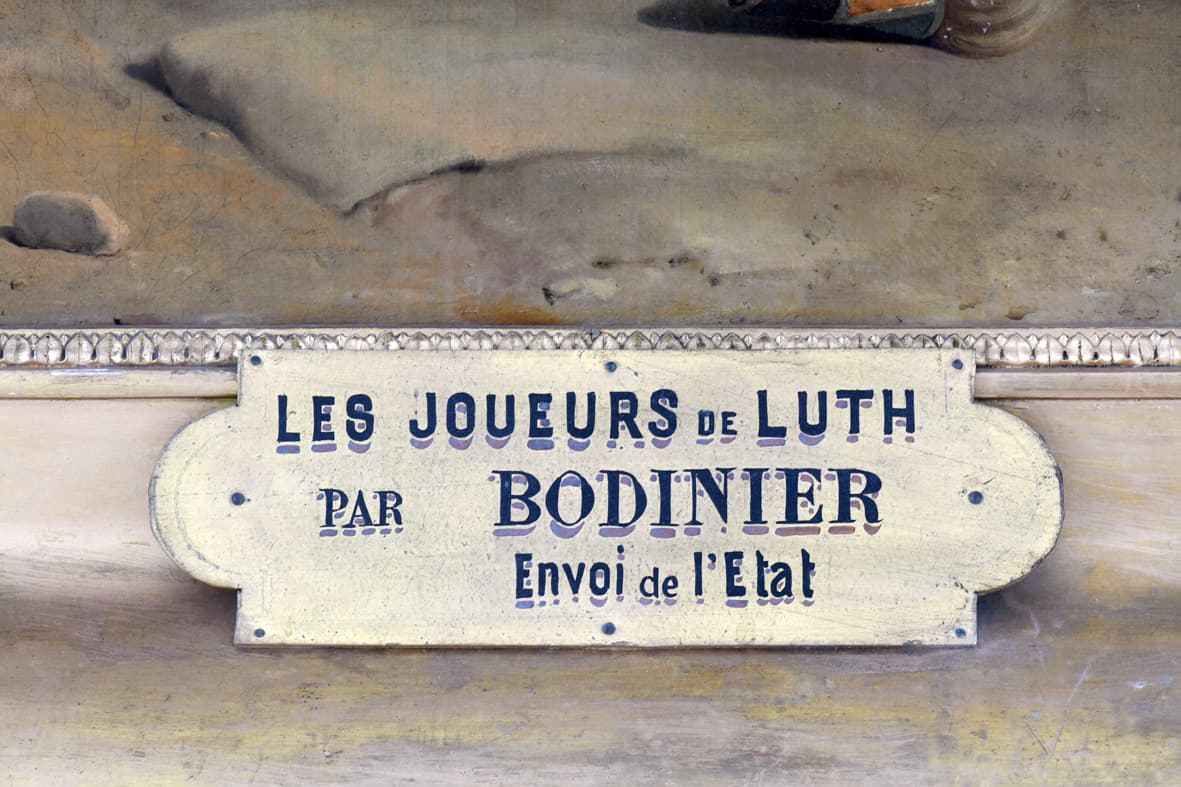 LES JOUEURS DE LUTH
PAR BODINIER
Envoi de l'Etat